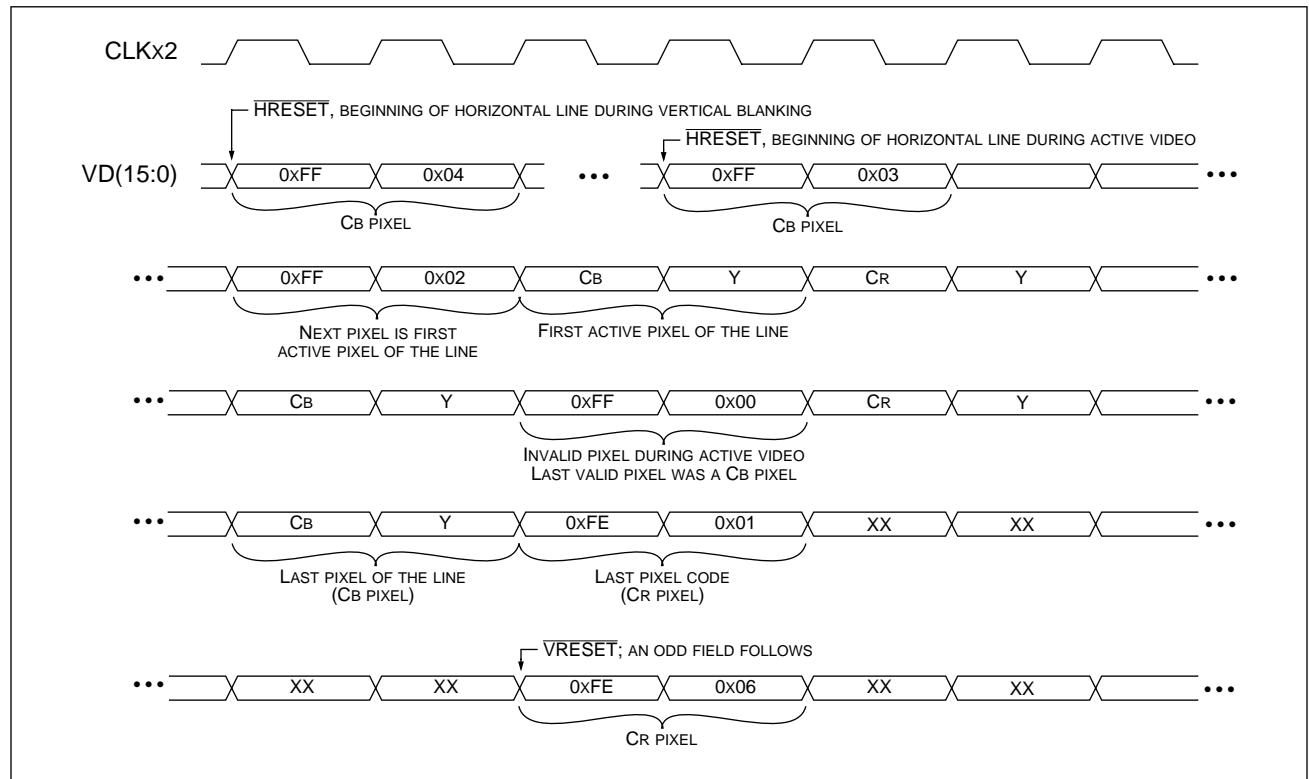 CLKx2
HRESET, BEGINNING OF HORIZONTAL LINE DURING VERTICAL BLANKING
HRESET, BEGINNING OF HORIZONTAL LINE DURING ACTIVE VIDEO
VD(15:0) 0xFF 0x04 ••• 0xFF 0x03 •••
CB PIXEL CB PIXEL
••• 0xFF 0x02 CB Y CR Y •••
NEXT PIXEL IS FIRST
ACTIVE PIXEL OF THE LINE
FIRST ACTIVE PIXEL OF THE LINE
••• CB Y 0xFF 0x00 CR Y •••
INVALID PIXEL DURING ACTIVE VIDEO
LAST VALID PIXEL WAS A CB PIXEL
••• CB Y 0xFE 0x01 XX XX •••
LAST PIXEL OF THE LINE
(CB PIXEL)
LAST PIXEL CODE
(CR PIXEL)
VRESET; AN ODD FIELD FOLLOWS
••• XX XX 0xFE 0x06 XX XX •••
CR PIXEL